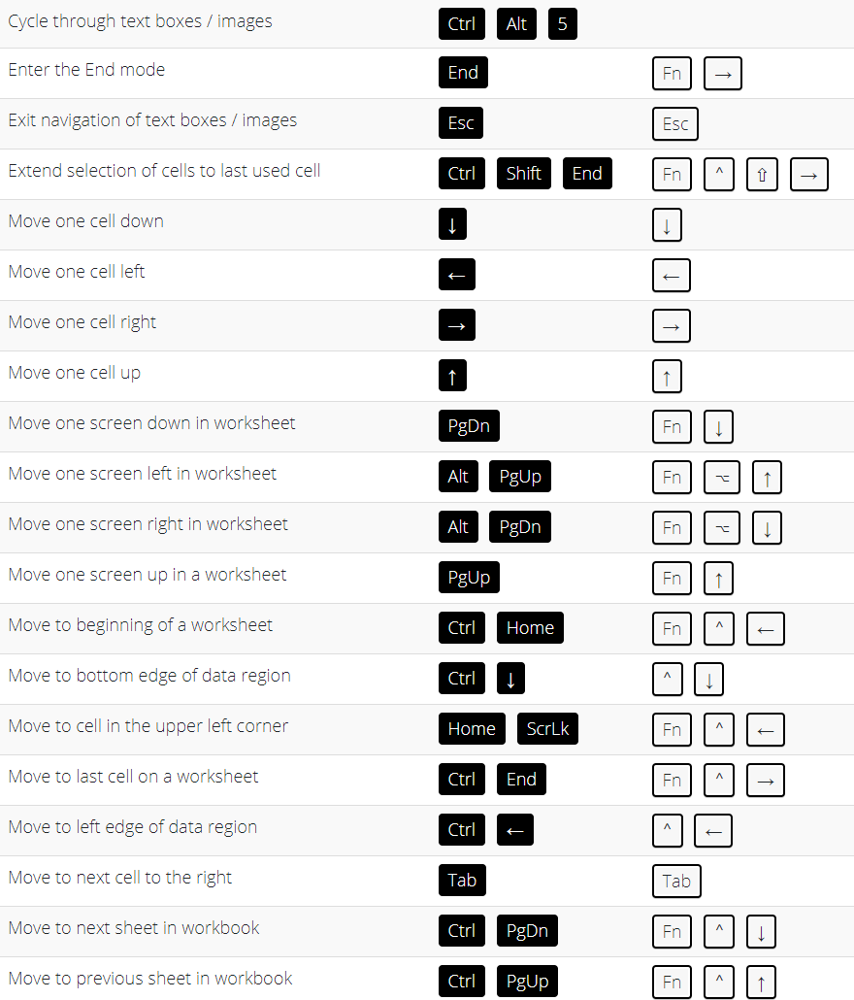 Cycle through text boxes / images Ctrl Alt 5
Enter the End mode End Fn →
Exit navigation of text boxes / images Esc Esc
Extend selection of cells to last used cell Ctrl Shift End Fn ^ ⇧ →
Move one cell down ↓ ↓
Move one cell left ← ←
Move one cell right → →
Move one cell up ↑ ↑
Move one screen down in worksheet PgDn Fn ↓
Move one screen left in worksheet Alt PgUp Fn ⌥ ↑
Move one screen right in worksheet Alt PgDn Fn ⌥ ↓
Move one screen up in a worksheet PgUp Fn ↑
Move to beginning of a worksheet Ctrl Home Fn ^ ←
Move to bottom edge of data region Ctrl ↓ ^ ↓
Move to cell in the upper left corner Home ScrLk Fn ^ ←
Move to last cell on a worksheet Ctrl End Fn ^ →
Move to left edge of data region Ctrl ← ^ ←
Move to next cell to the right Tab Tab
Move to next sheet in workbook Ctrl PgDn Fn ^ ↓
Move to previous sheet in workbook Ctrl PgUp Fn ^ ↑